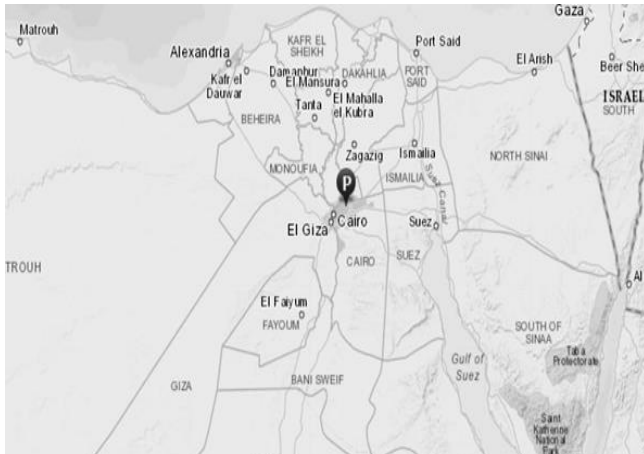 Gaza
Matrouh
KAFR EL
SHEIKH
Port Said
Alexandria
El Arish
Beer She
Kafr el
Dauwar
Damanhur
El Mansura
DAKAHLIA
PORT
SAID
El Mahalla
el Kubra
ISRAEL
SOUTH
Tanta
BEHEIRA
Zagazig
Ismailia
NORTH SINAI
MONOUFIA
ISMAILIA
Suez Canal
P
Cairo
El Giza
Suez
CAIRO
SUEZ
TROUH
Al
El Faiyum
FAYOUM
SOUTH OF
SINAA
Taba
Protectorate
Gulf of
Suez
GIZA
BANI SWEIF
Saint
Katherine
National
Park